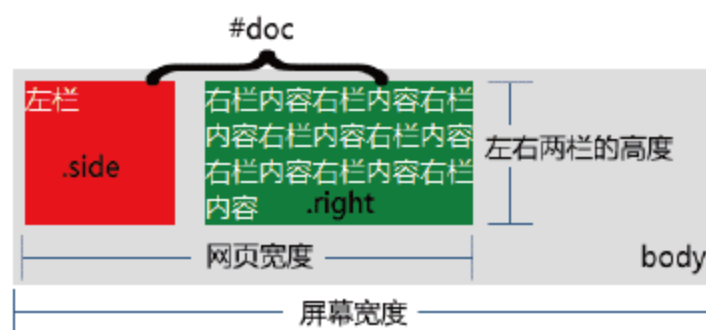 #doc
左栏
.side
右栏内容右栏内容右栏
内容右栏内容右栏内容
右栏内容右栏内容右栏
内容
.right
左右两栏的高度
网页宽度
body
屏幕宽度